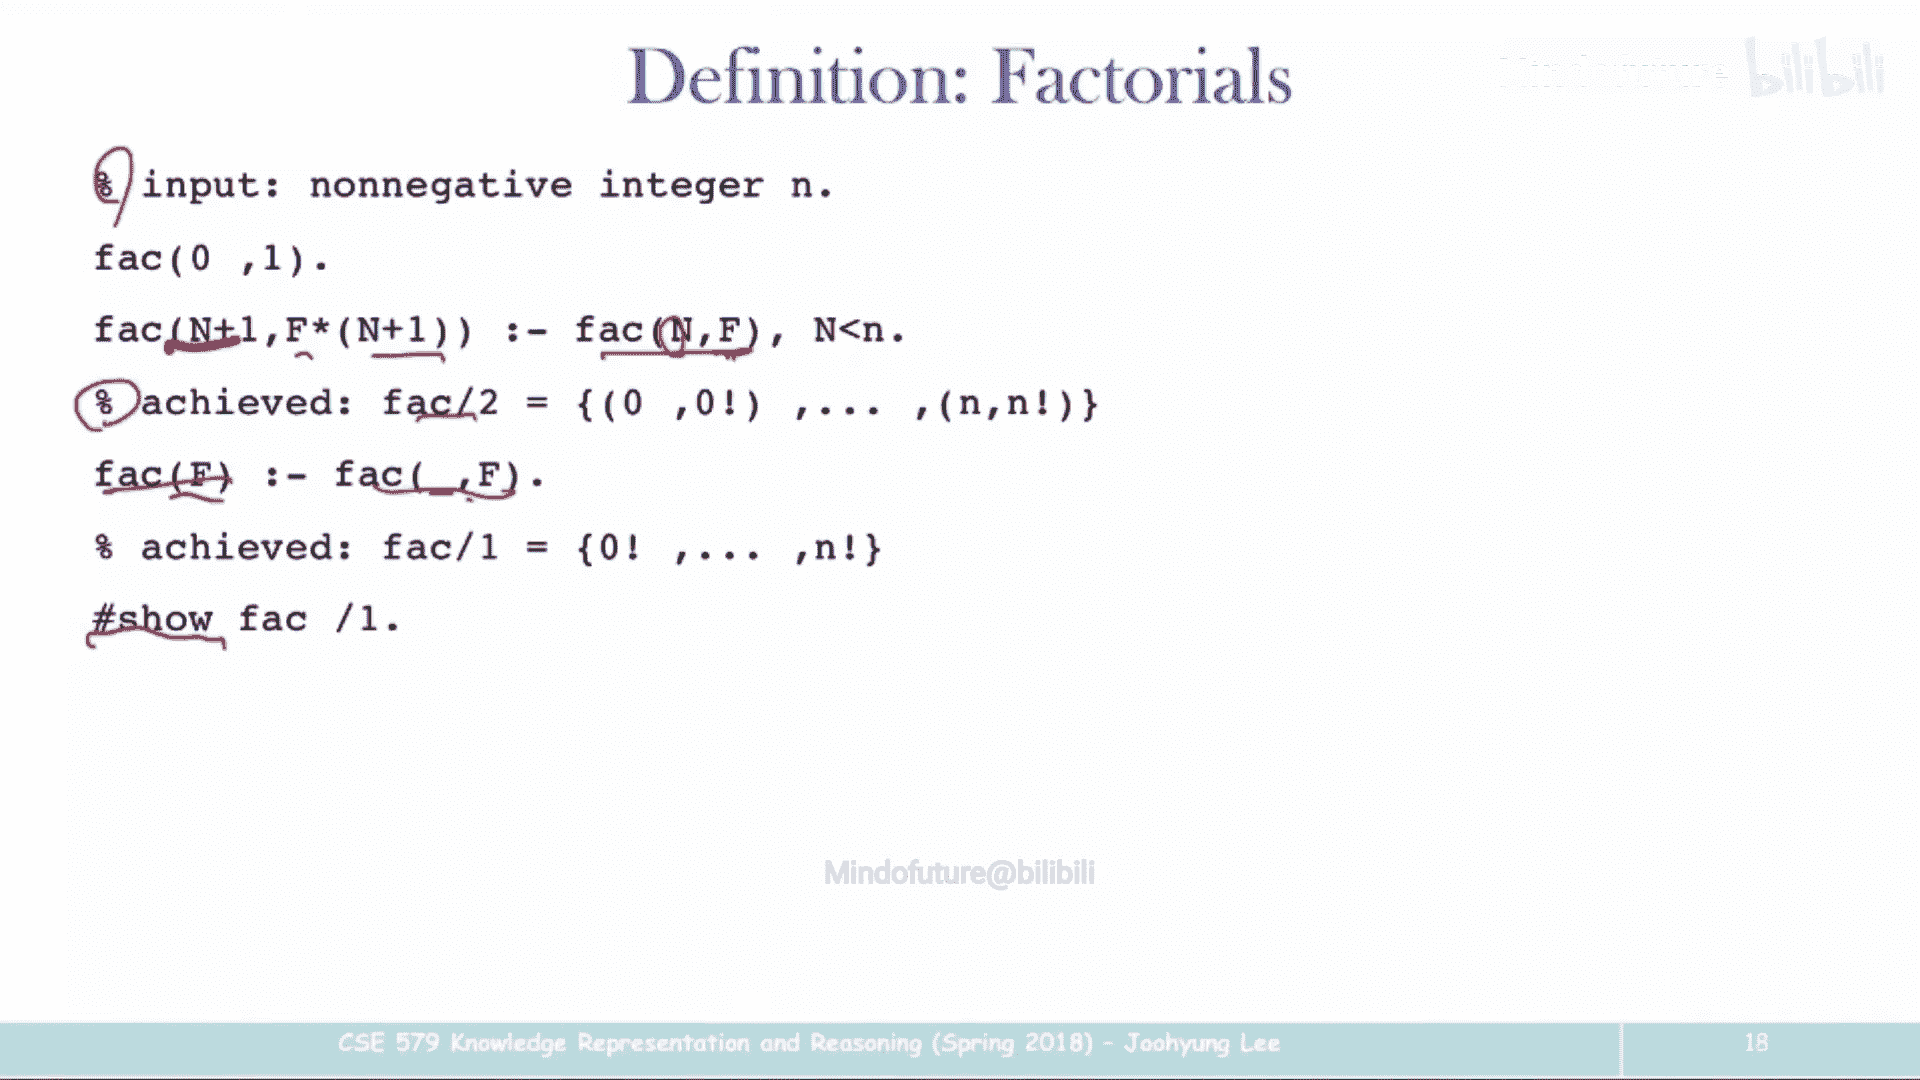 Definition: Factorials
bilibili
% input: nonnegative integer n.
fac(0 ,1).
fac(N+1,F*(N+1)) :- fac(N,F), N<n.
% achieved: fac/2 = {(0 ,0!) ,... ,(n,n!)}
fac(F) :- fac(_,F).
% achieved: fac/1 = {0! ,... ,n!}
#show fac /1.
Mindofuture@bilibili
CSE 579 Knowledge Representation and Reasoning (Spring 2018) - Joohyung Lee
18